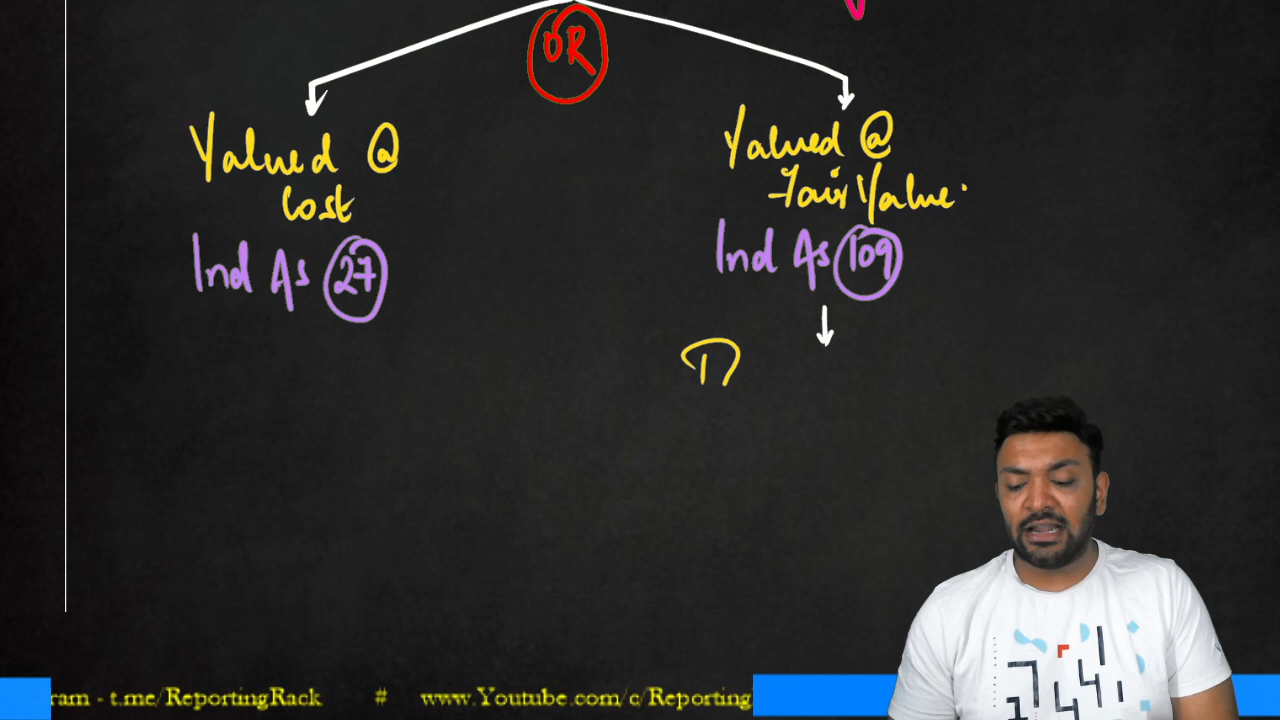 OR
Valued @
Cost
Ind As 27
Valued @
Fair Value.
Ind As 109
ram - t.me/ReportingRack # www.Youtube.com/c/Reporting